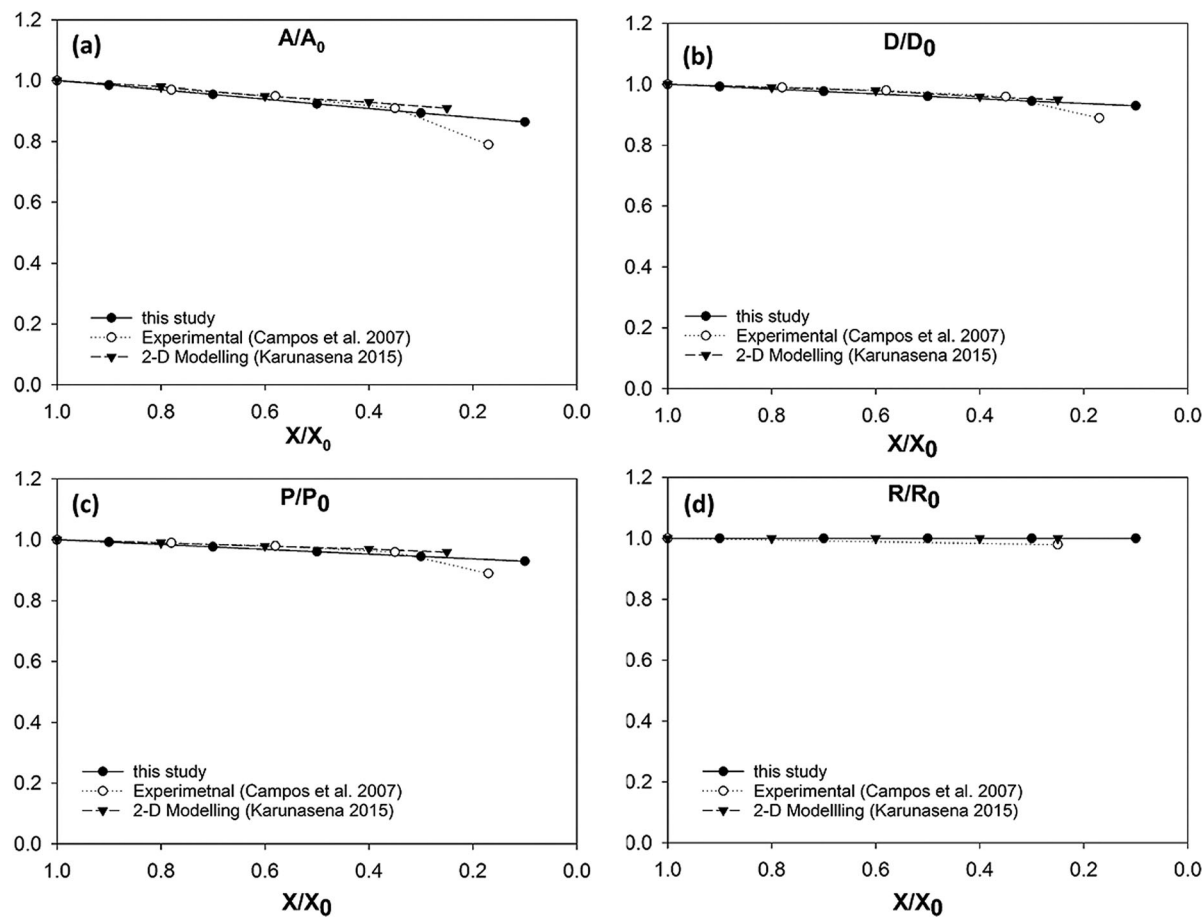 (a)
A/A₀
1.2
1.0
0.8
0.6
0.4
0.2
0.0
this study
Experimental (Campos et al. 2007)
2-D Modelling (Karunasena 2015)
1.0 0.8 0.6 0.4 0.2 0.0
X/X₀
(b)
D/D₀
1.2
1.0
0.8
0.6
0.4
0.2
0.0
this study
Experimental (Campos et al. 2007)
2-D Modelling (Karunasena 2015)
1.0 0.8 0.6 0.4 0.2 0.0
X/X₀
(c)
P/P₀
1.2
1.0
0.8
0.6
0.4
0.2
0.0
this study
Experimetnal (Campos et al. 2007)
2-D Modelling (Karunasena 2015)
1.0 0.8 0.6 0.4 0.2 0.0
X/X₀
(d)
R/R₀
1.2
1.0
0.8
0.6
0.4
0.2
0.0
this study
Experimental (Campos et al. 2007)
2-D Modellling (Karunasena 2015)
1.0 0.8 0.6 0.4 0.2 0.0
X/X₀